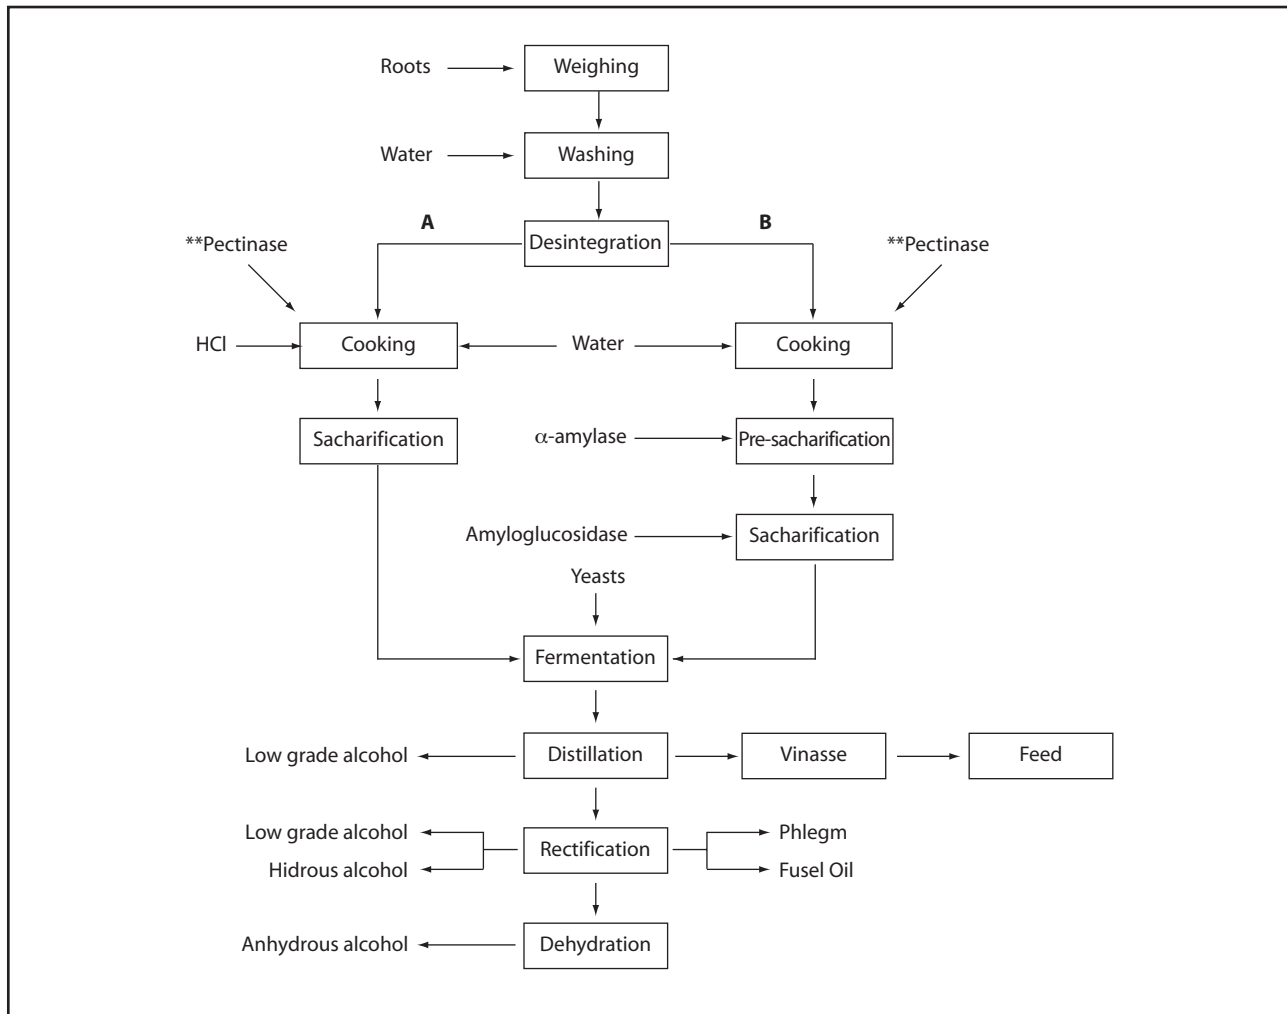 Roots
Weighing
Water
Washing
A
B
Desintegration
**Pectinase
**Pectinase
HCl
Cooking
Water
Cooking
Sacharification
α-amylase
Pre-sacharification
Amyloglucosidase
Sacharification
Yeasts
Fermentation
Low grade alcohol
Distillation
Vinasse
Feed
Low grade alcohol
Phlegm
Rectification
Hidrous alcohol
Fusel Oil
Anhydrous alcohol
Dehydration